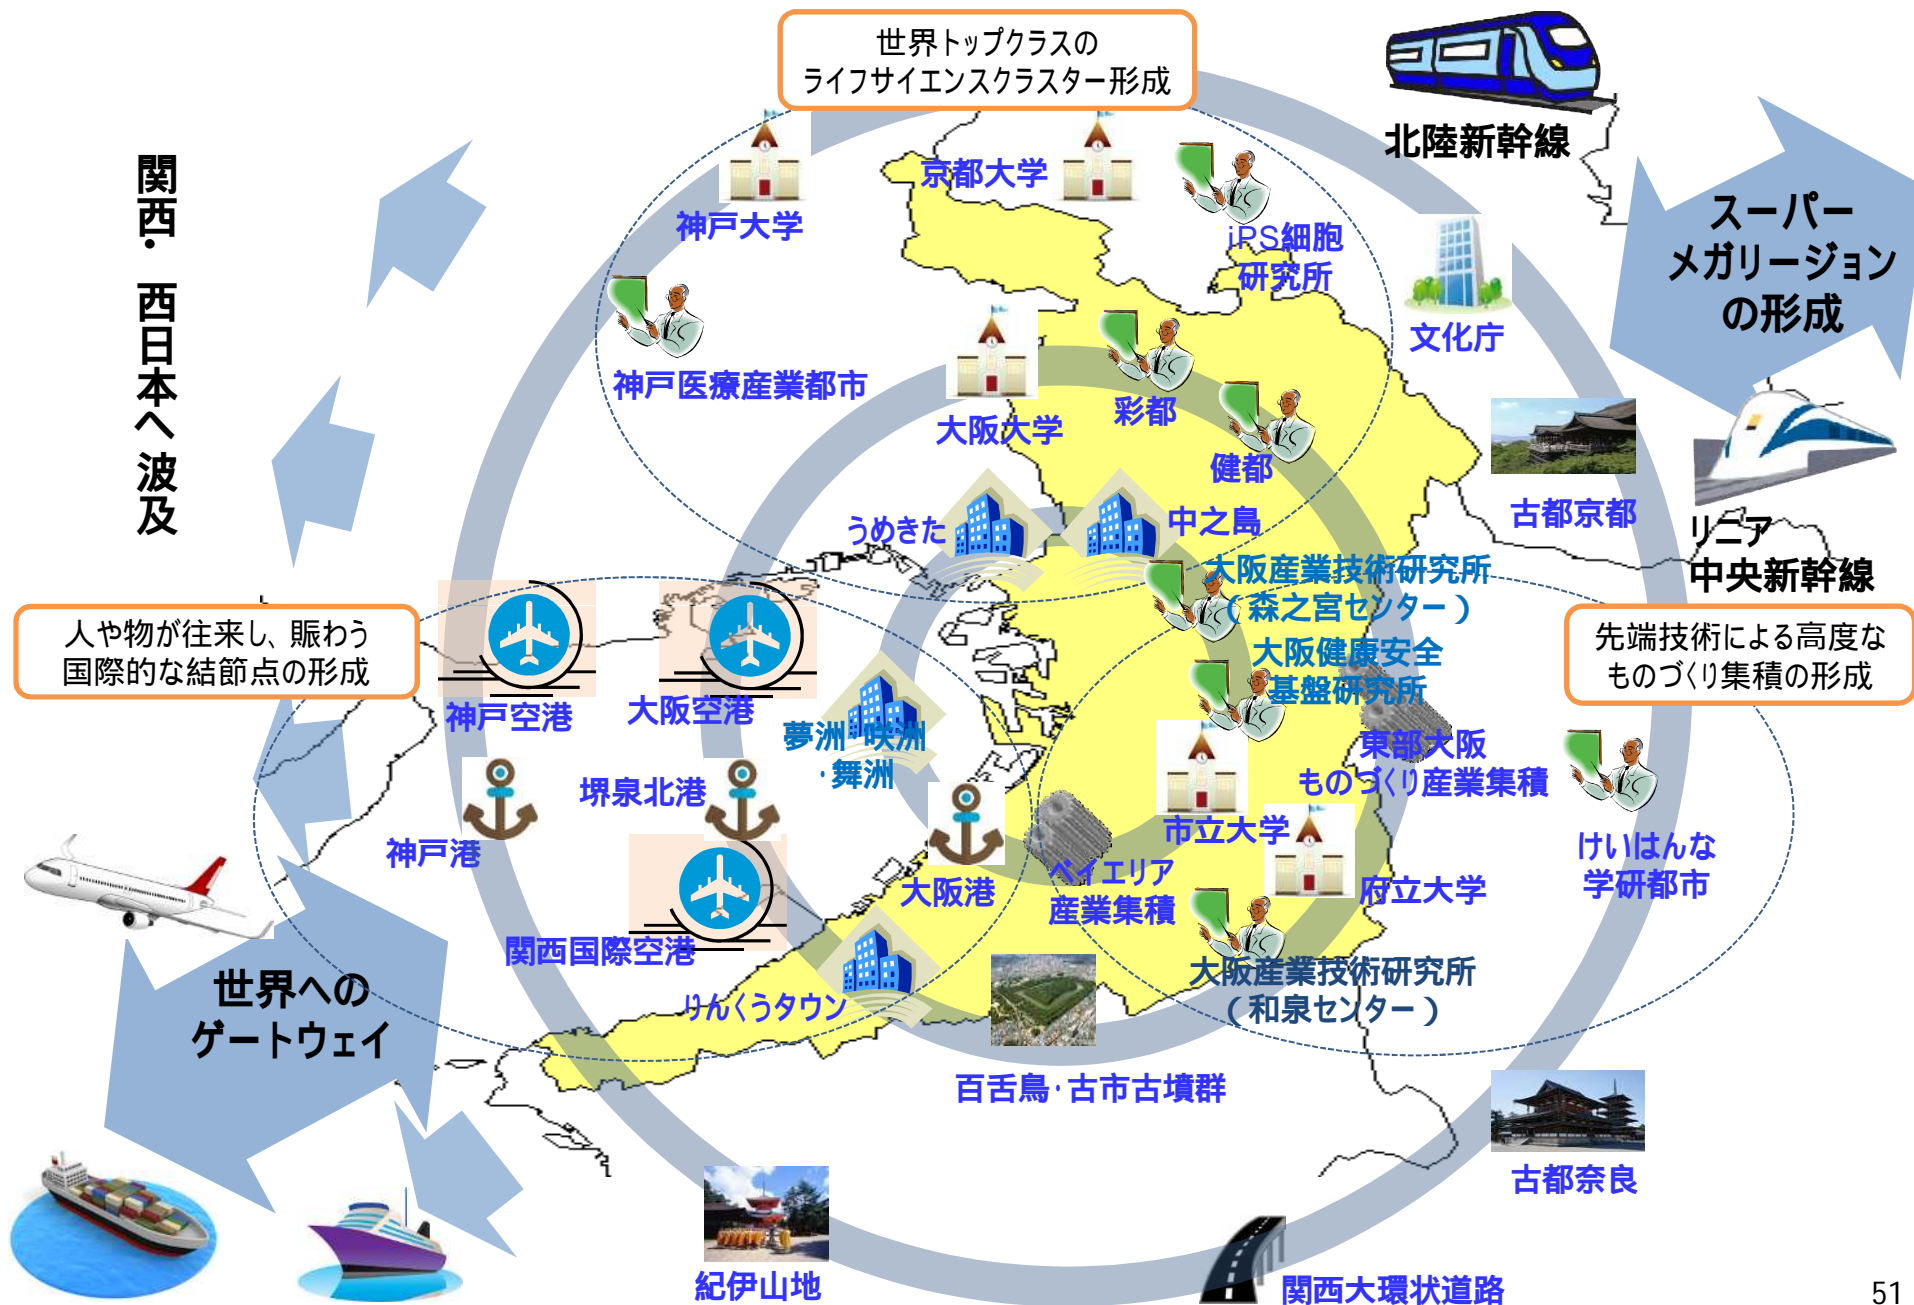 世界トップクラスの
ライフサイエンスクラスター形成
北陸新幹線
関西・西日本へ波及
スーパー
メガリージョン
の形成
京都大学
神戸大学
iPS細胞
研究所
文化庁
神戸医療産業都市
大阪大学
彩都
健都
古都京都
うめきた
中之島
リニア
中央新幹線
大阪産業技術研究所
(森之宮センター)
人や物が往来し、賑わう
国際的な結節点の形成
先端技術による高度な
ものづくり集積の形成
大阪健康安全
基盤研究所
神戸空港
大阪空港
夢洲・咲洲
・舞洲
東部大阪
ものづくり産業集積
堺泉北港
神戸港
市立大学
けいはんな
学研都市
大阪港
ベイエリア
産業集積
府立大学
関西国際空港
大阪産業技術研究所
(和泉センター)
りんくうタウン
世界への
ゲートウェイ
百舌鳥・古市古墳群
古都奈良
紀伊山地
関西大環状道路
51